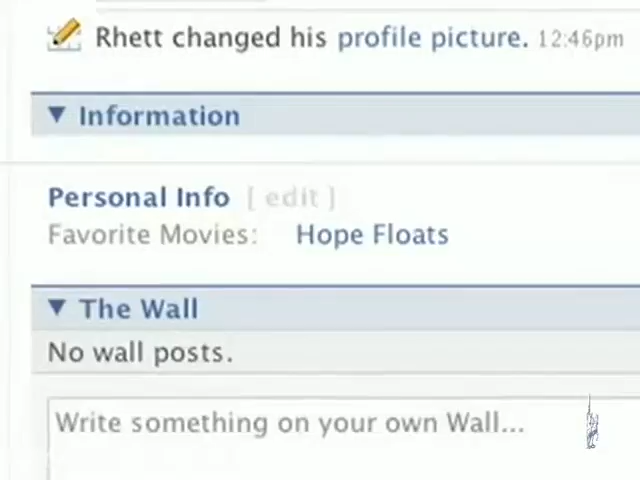 Rhett changed his profile picture. 12:46pm
▼ Information
Personal Info [ edit ]
Favorite Movies: Hope Floats
▼ The Wall
No wall posts.
Write something on your own Wall...